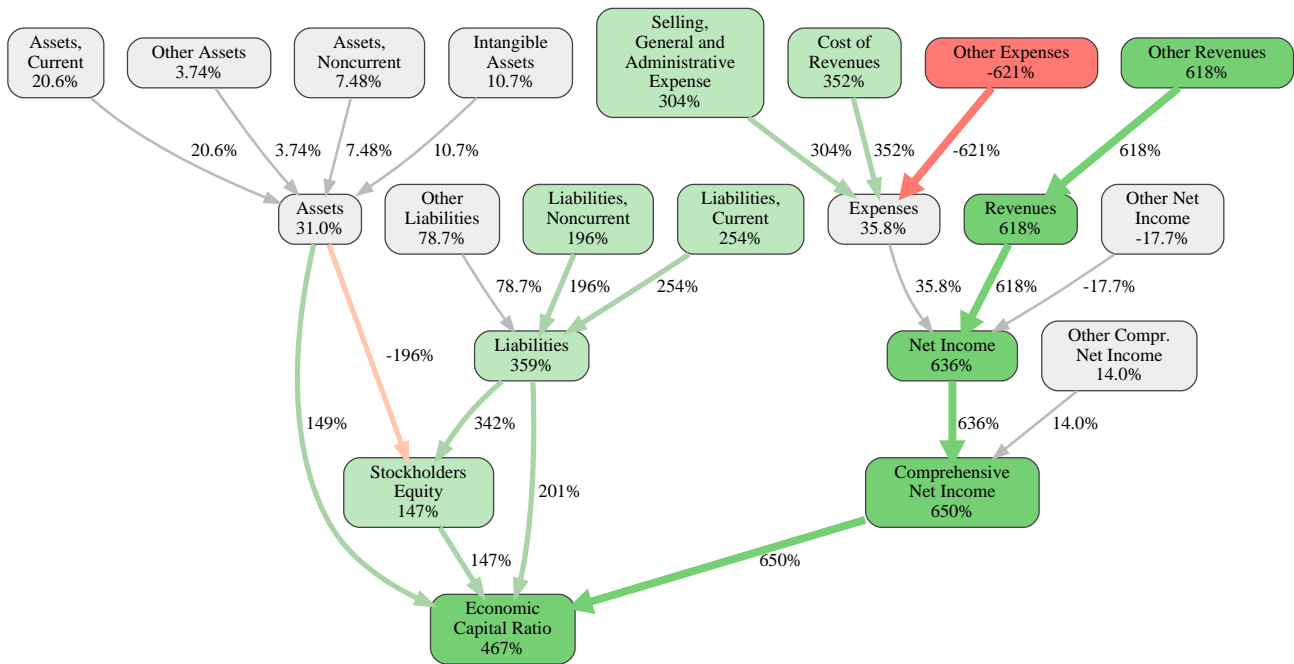 Assets,
Current
20.6%
Other Assets
3.74%
Assets,
Noncurrent
7.48%
Intangible
Assets
10.7%
Selling,
General and
Administrative
Expense
304%
Cost of
Revenues
352%
Other Expenses
-621%
Other Revenues
618%
20.6%
3.74%
7.48%
10.7%
304%
352%
-621%
618%
Assets
31.0%
Other
Liabilities
78.7%
Liabilities,
Noncurrent
196%
Liabilities,
Current
254%
Expenses
35.8%
Revenues
618%
Other Net
Income
-17.7%
78.7%
196%
254%
35.8%
618%
-17.7%
-196%
Liabilities
359%
Net Income
636%
Other Compr.
Net Income
14.0%
149%
342%
636%
14.0%
Stockholders
Equity
147%
201%
Comprehensive
Net Income
650%
147%
650%
Economic
Capital Ratio
467%